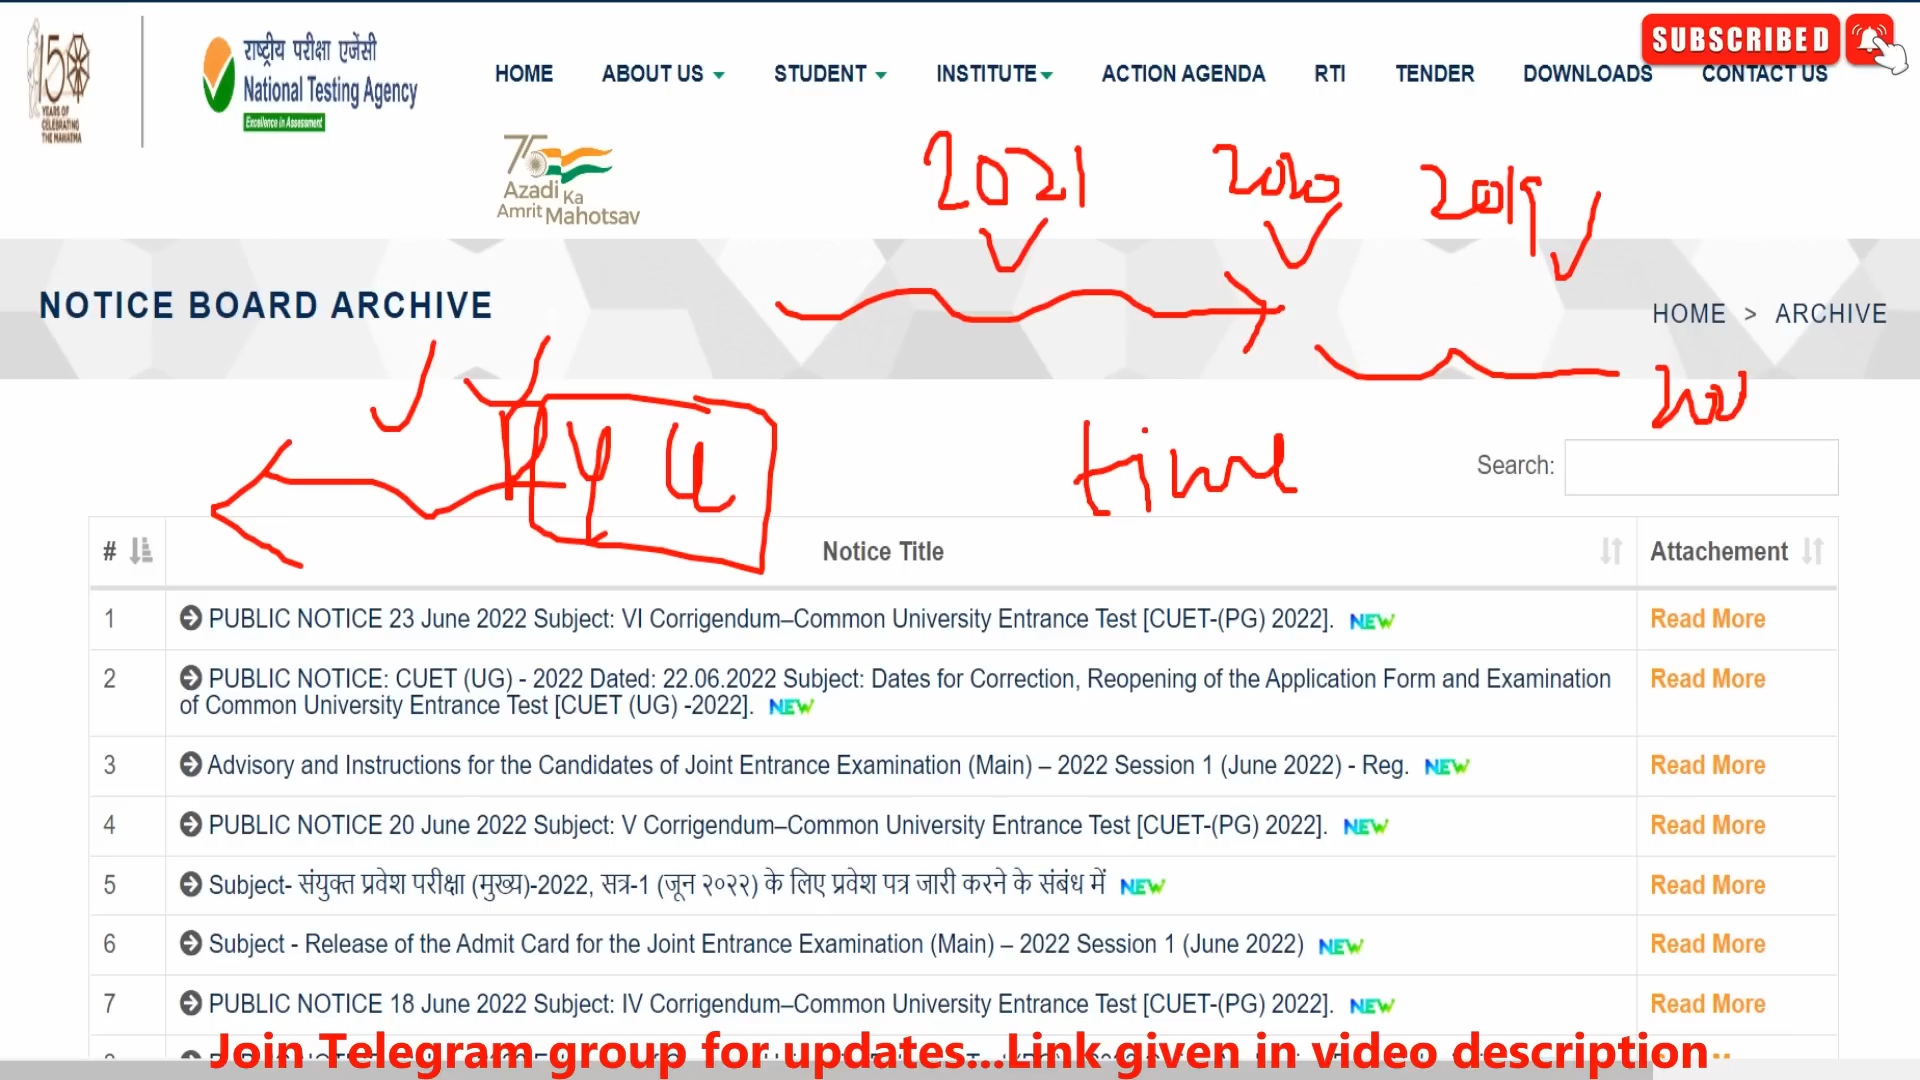 150
YEARS OF
CELEBRATING
THE MAHATMA
राष्ट्रीय परीक्षा एजेंसी
National Testing Agency
Excellence in Assessment
HOME ABOUT US STUDENT INSTITUTE ACTION AGENDA RTI TENDER DOWNLOADS CONTACT US
SUBSCRIBED
75
Azadi Ka
Amrit Mahotsav
2021 2020 2019
NOTICE BOARD ARCHIVE
HOME > ARCHIVE
PYQ
time
Search:
# Notice Title Attachement
1 PUBLIC NOTICE 23 June 2022 Subject: VI Corrigendum–Common University Entrance Test [CUET-(PG) 2022]. NEW Read More
2 PUBLIC NOTICE: CUET (UG) - 2022 Dated: 22.06.2022 Subject: Dates for Correction, Reopening of the Application Form and Examination Read More
of Common University Entrance Test [CUET (UG) -2022]. NEW
3 Advisory and Instructions for the Candidates of Joint Entrance Examination (Main) – 2022 Session 1 (June 2022) - Reg. NEW Read More
4 PUBLIC NOTICE 20 June 2022 Subject: V Corrigendum–Common University Entrance Test [CUET-(PG) 2022]. NEW Read More
5 Subject- संयुक्त प्रवेश परीक्षा (मुख्य)-2022, सत्र-1 (जून २०२२) के लिए प्रवेश पत्र जारी करने के संबंध में NEW Read More
6 Subject - Release of the Admit Card for the Joint Entrance Examination (Main) – 2022 Session 1 (June 2022) NEW Read More
7 PUBLIC NOTICE 18 June 2022 Subject: IV Corrigendum–Common University Entrance Test [CUET-(PG) 2022]. NEW Read More
Join Telegram group for updates...Link given in video description